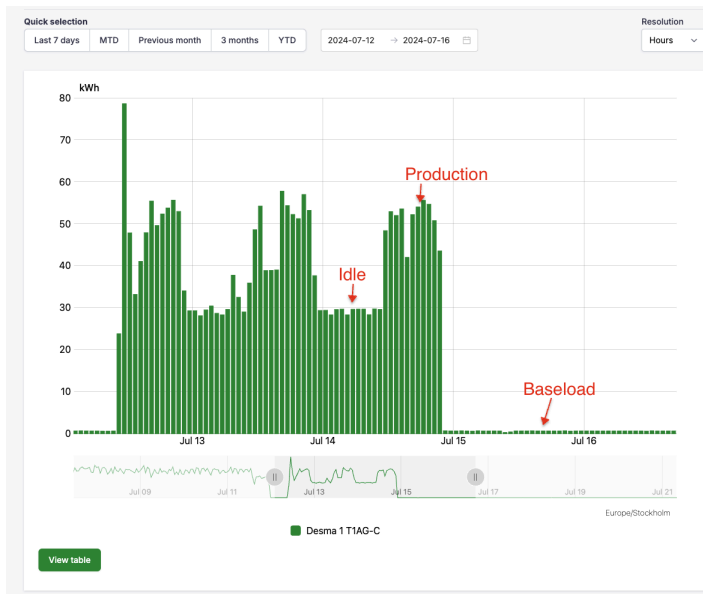 Quick selection
Resolution
Last 7 days
MTD
Previous month
3 months
YTD
2024-07-12 → 2024-07-16
Hours
kWh
80
70
60
50
40
30
20
10
0
Production
Idle
Baseload
Jul 13
Jul 14
Jul 15
Jul 16
Jul 09
Jul 11
Jul 13
Jul 15
Jul 17
Jul 19
Jul 21
Europe/Stockholm
Desma 1 T1AG-C
View table